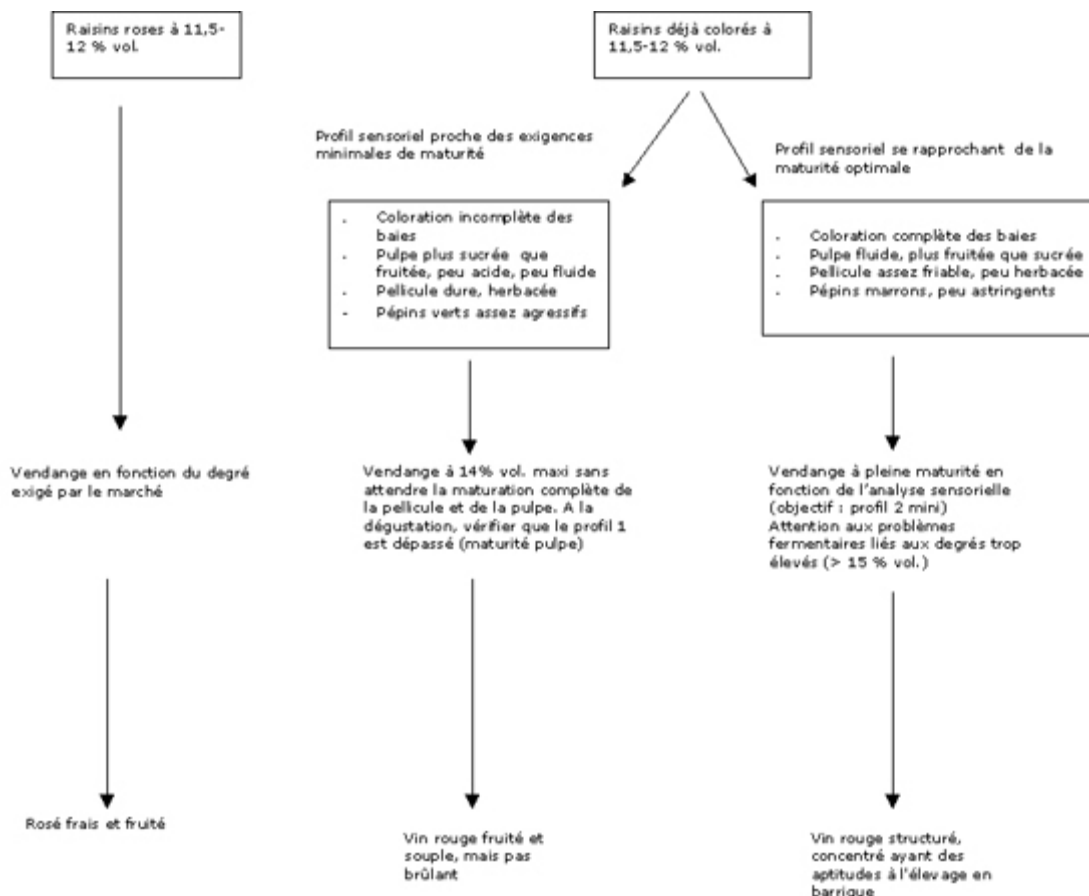 Raisins roses à 11,5-
12 % vol.
Raisins déjà colorés à
11,5-12 % vol.
Profil sensoriel proche des exigences
minimales de maturité
Profil sensoriel se rapprochant de la
maturité optimale
- Coloration incomplète des
baies
- Pulpe plus sucrée que
fruitée, peu acide, peu fluide
- Pellicule dure, herbacée
- Pépins verts assez agressifs
- Coloration complète des baies
- Pulpe fluide, plus fruitée que sucrée
- Pellicule assez friable, peu herbacée
- Pépins marrons, peu astringents
Vendange en fonction du degré
exigé par le marché
Vendange à 14% vol. maxi sans
attendre la maturation complète de
la pellicule et de la pulpe. A la
dégustation, vérifier que le profil 1
est dépassé (maturité pulpe)
Vendange à pleine maturité en
fonction de l'analyse sensorielle
(objectif : profil 2 mini)
Attention aux problèmes
fermentaires liés aux degrés trop
élevés (> 15 % vol.)
Rosé frais et fruité
Vin rouge fruité et
souple, mais pas
brûlant
Vin rouge structuré,
concentré ayant des
aptitudes à l'élevage en
barrique